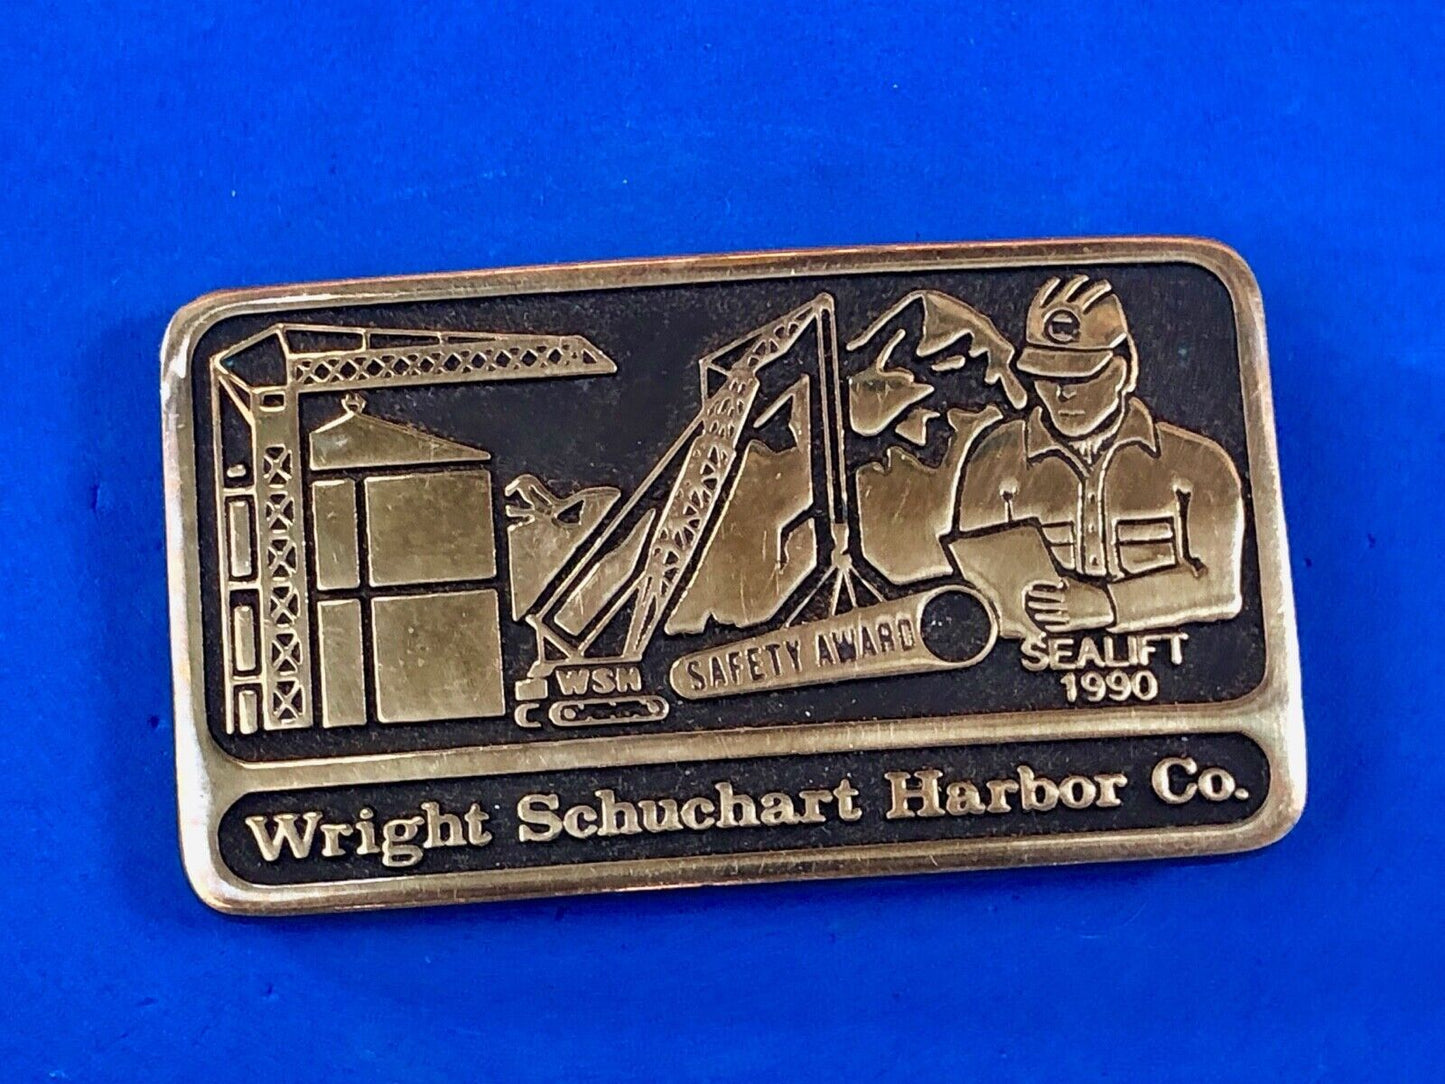 SAFETY AWARD
WSH
SEALIFT
1990
Wright Schuchart Harbor Co.